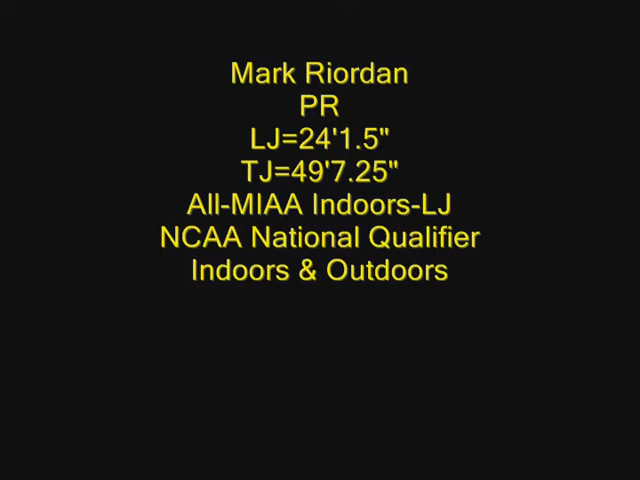 Mark Riordan
PR
LJ=24'1.5"
TJ=49'7.25"
All-MIAA Indoors-LJ
NCAA National Qualifier
Indoors & Outdoors